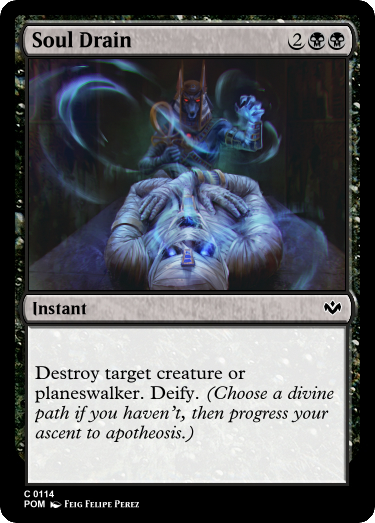 Soul Drain 2
Instant
Destroy target creature or
planeswalker. Deify. (Choose a divine
path if you haven't, then progress your
ascent to apotheosis.)
C 0114
POM Feig Felipe Perez